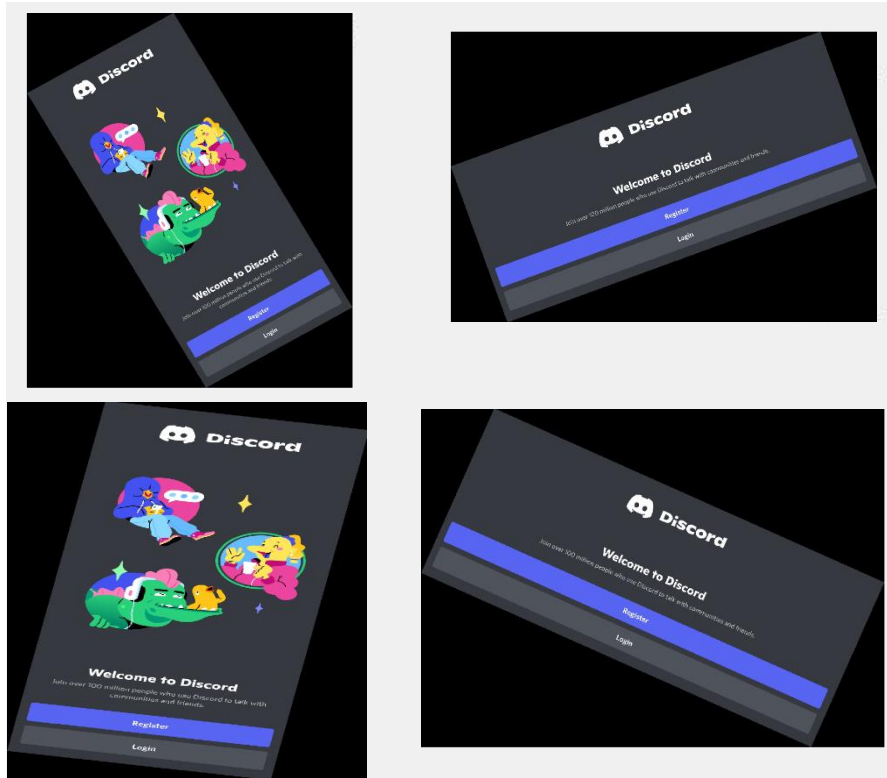 Discord
Welcome to Discord
Join over 100 million people who use Discord to talk with
communities and friends.
Register
Login
Discord
Welcome to Discord
Join over 100 million people who use Discord to talk with communities and friends.
Register
Login
Discord
Welcome to Discord
Join over 100 million people who use Discord to talk with
communities and friends.
Register
Login
Discord
Welcome to Discord
Join over 100 million people who use Discord to talk with communities and friends.
Register
Login